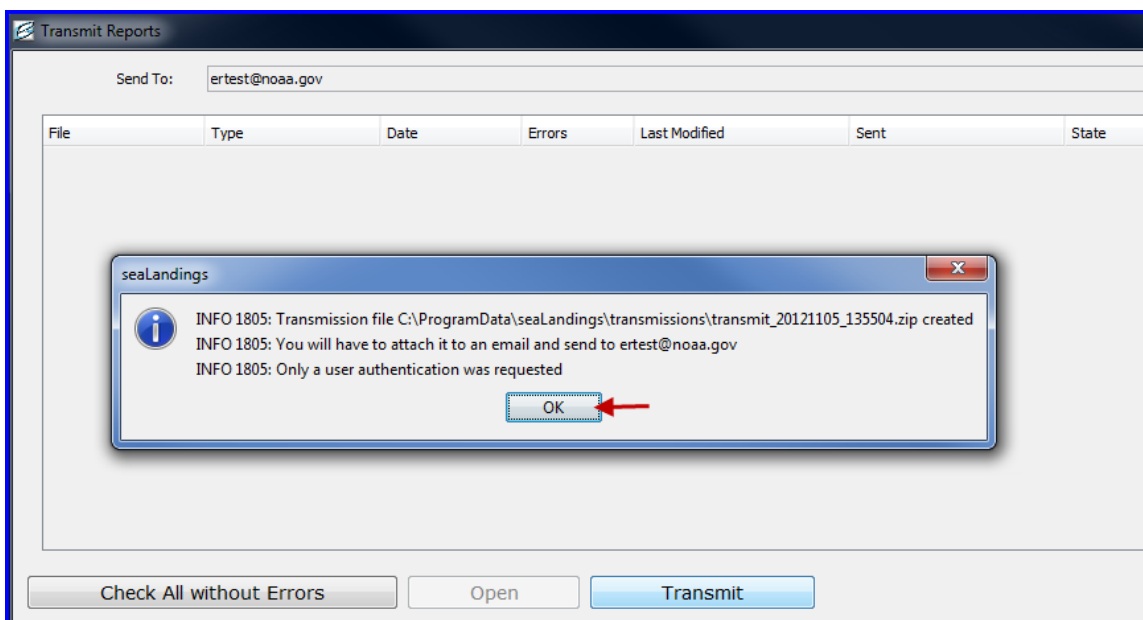 Transmit Reports
Send To: ertest@noaa.gov
File Type Date Errors Last Modified Sent State
seaLandings
INFO 1805: Transmission file C:\ProgramData\seaLandings\transmissions\transmit_20121105_135504.zip created
INFO 1805: You will have to attach it to an email and send to ertest@noaa.gov
INFO 1805: Only a user authentication was requested
OK
Check All without Errors Open Transmit